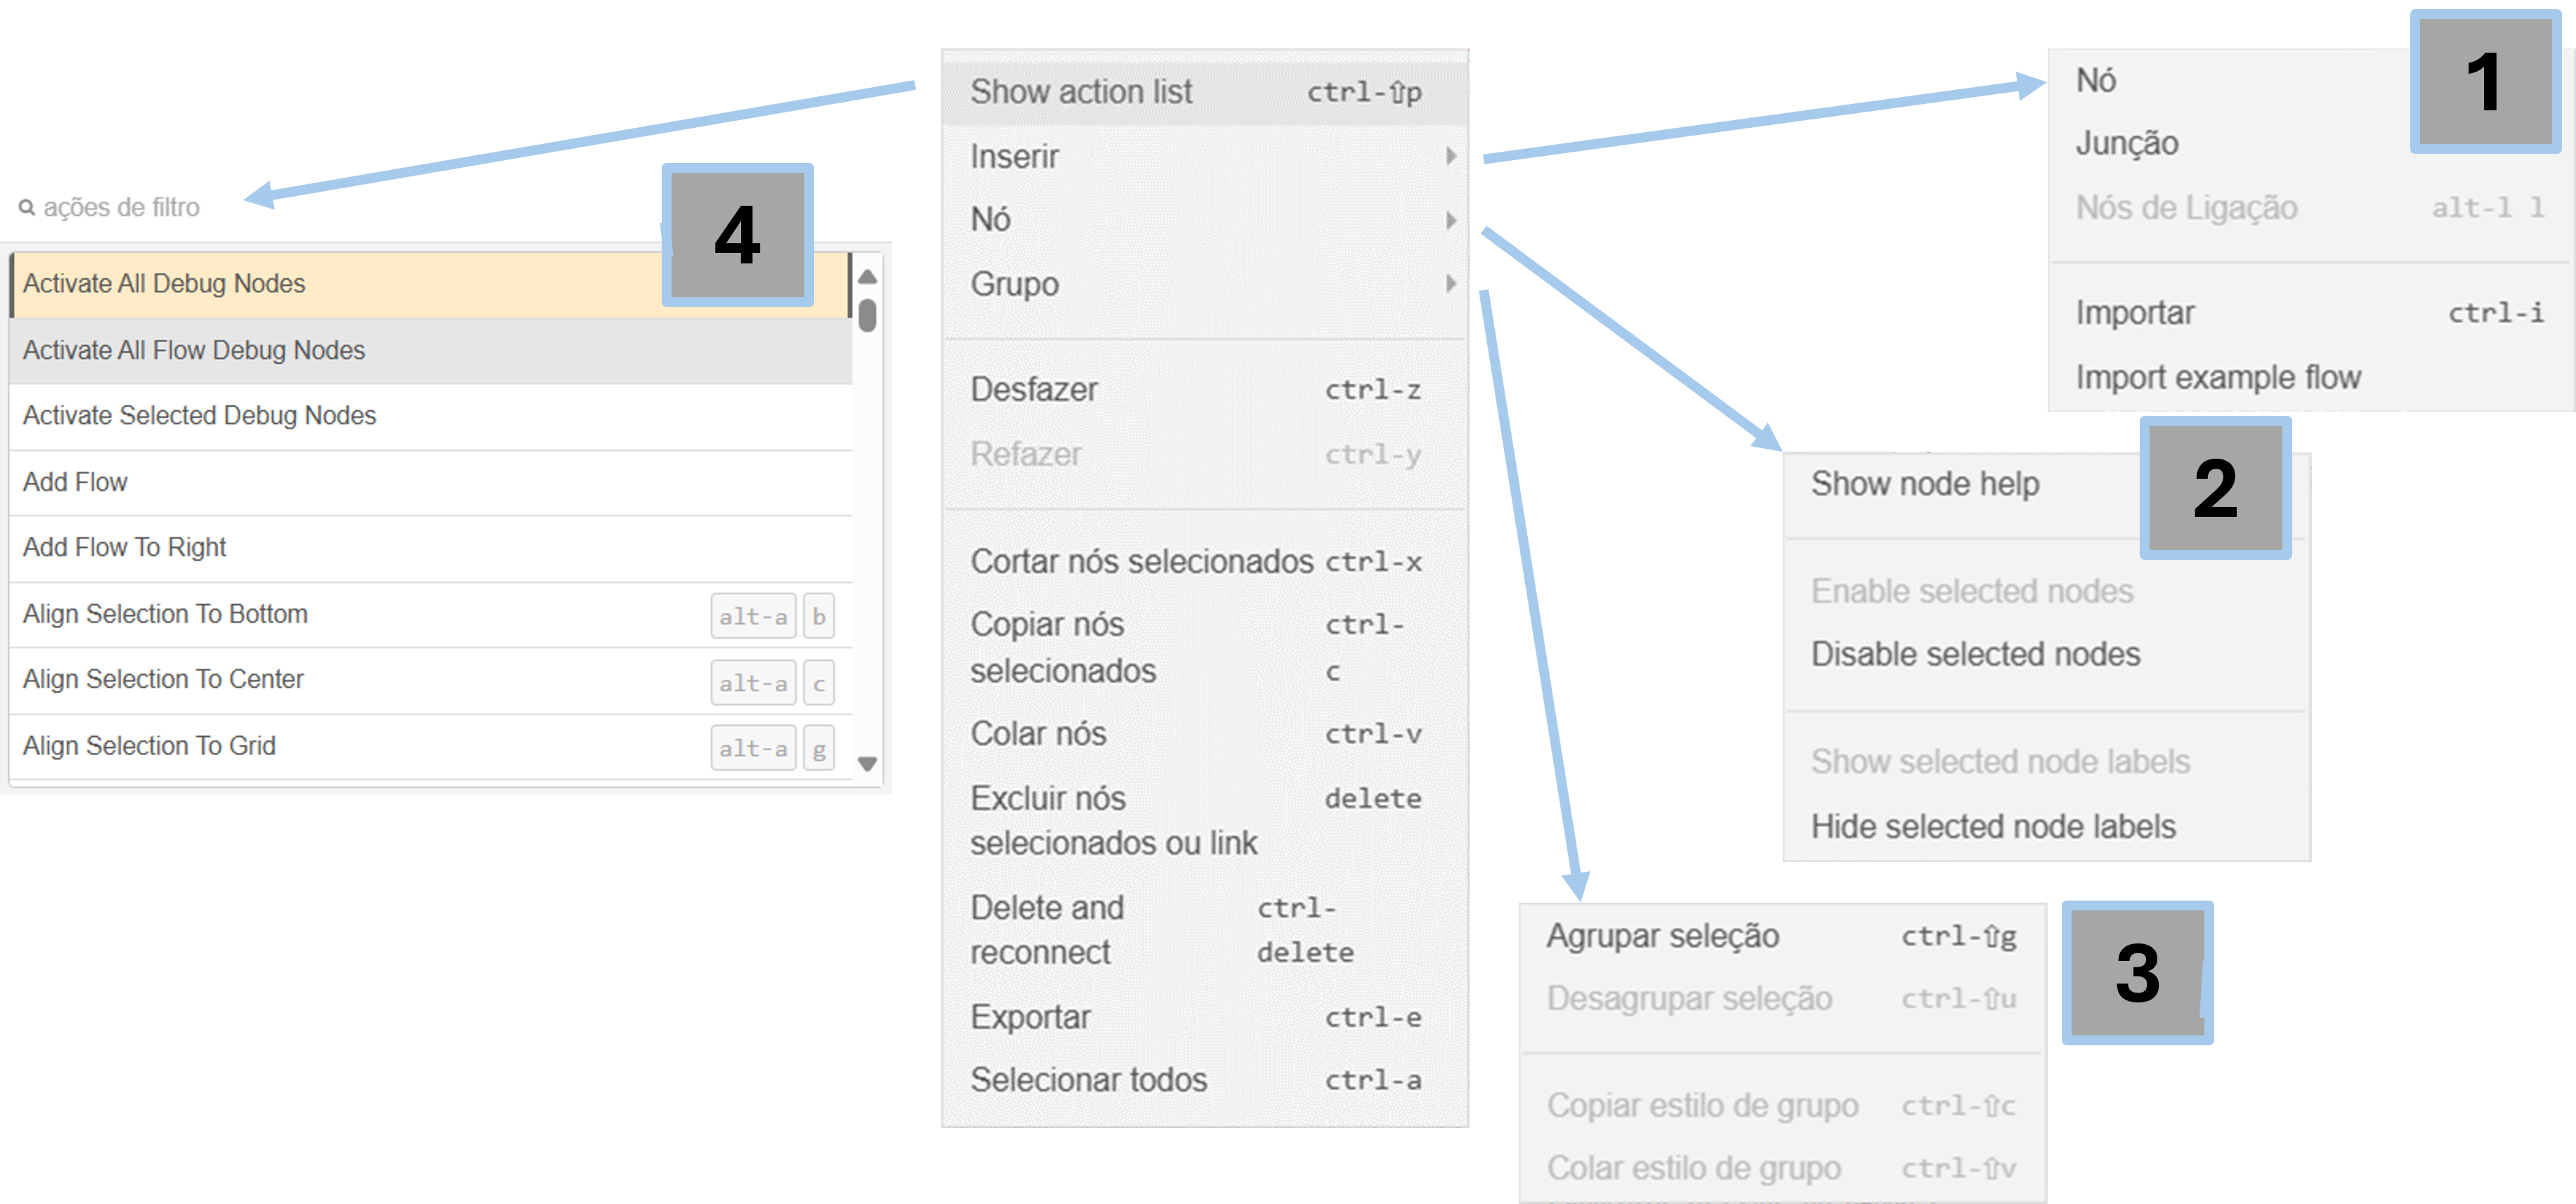 Show action list ctrl-⇧p
Inserir
Nó
Grupo
Desfazer ctrl-z
Refazer ctrl-y
Cortar nós selecionados ctrl-x
Copiar nós ctrl-
selecionados c
Colar nós ctrl-v
Excluir nós delete
selecionados ou link
Delete and ctrl-
reconnect delete
Exportar ctrl-e
Selecionar todos ctrl-a
1
Nó
Junção
Nós de Ligação alt-l l
Importar ctrl-i
Import example flow
2
Show node help
Enable selected nodes
Disable selected nodes
Show selected node labels
Hide selected node labels
3
Agrupar seleção ctrl-⇧g
Desagrupar seleção ctrl-⇧u
Copiar estilo de grupo ctrl-⇧c
Colar estilo de grupo ctrl-⇧v
4
ações de filtro
Activate All Debug Nodes
Activate All Flow Debug Nodes
Activate Selected Debug Nodes
Add Flow
Add Flow To Right
Align Selection To Bottom alt-a b
Align Selection To Center alt-a c
Align Selection To Grid alt-a g